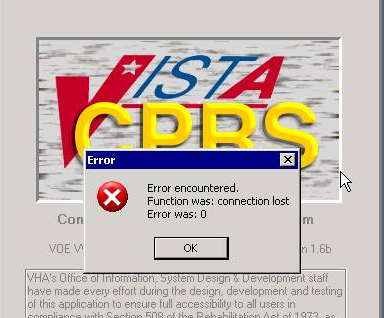 VISTA
CPRS
Error
Error encountered.
Function was: connection lost
Error was: 0
OK
Con
m
VOE
n 1.6b
VHA's Office of Information, System Design & Development staff
have made every effort during the design, development and testing
of this application to ensure full accessibility to all users in
compliance with Section 508 of the Rehabilitation Act of 1973, as